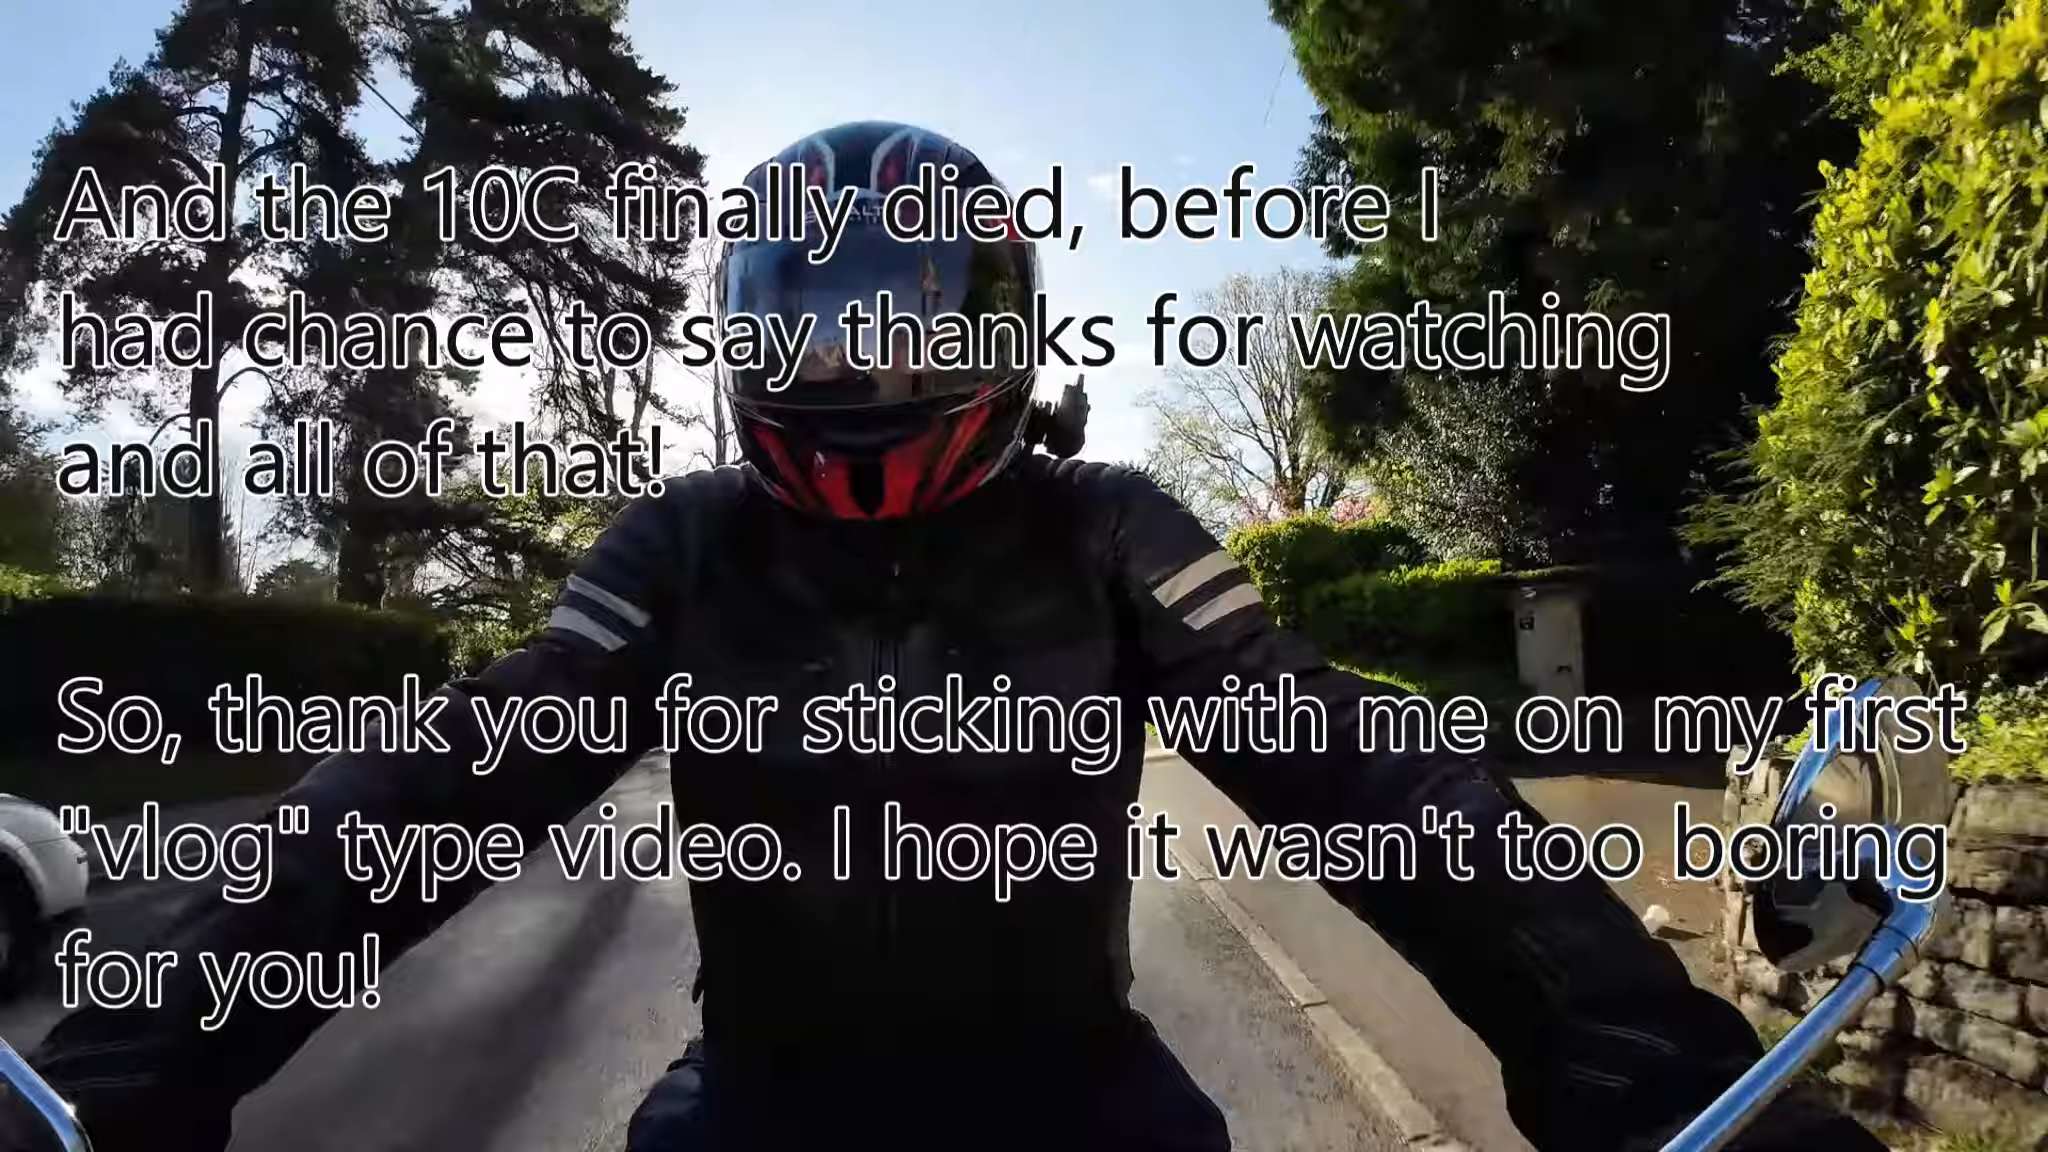 And the 10C finally died, before I
had chance to say thanks for watching
and all of that!
So, thank you for sticking with me on my first
"vlog" type video. I hope it wasn't too boring
for you!